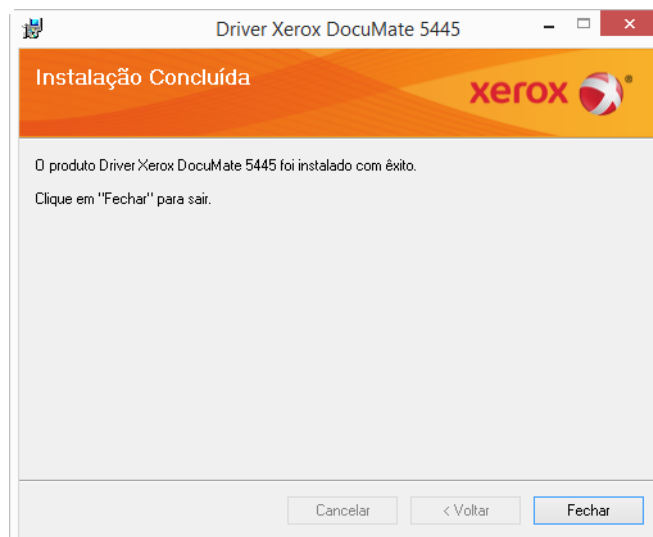 Driver Xerox DocuMate 5445
Instalação Concluída
xerox
O produto Driver Xerox DocuMate 5445 foi instalado com êxito.
Clique em "Fechar" para sair.
Cancelar
< Voltar
Fechar